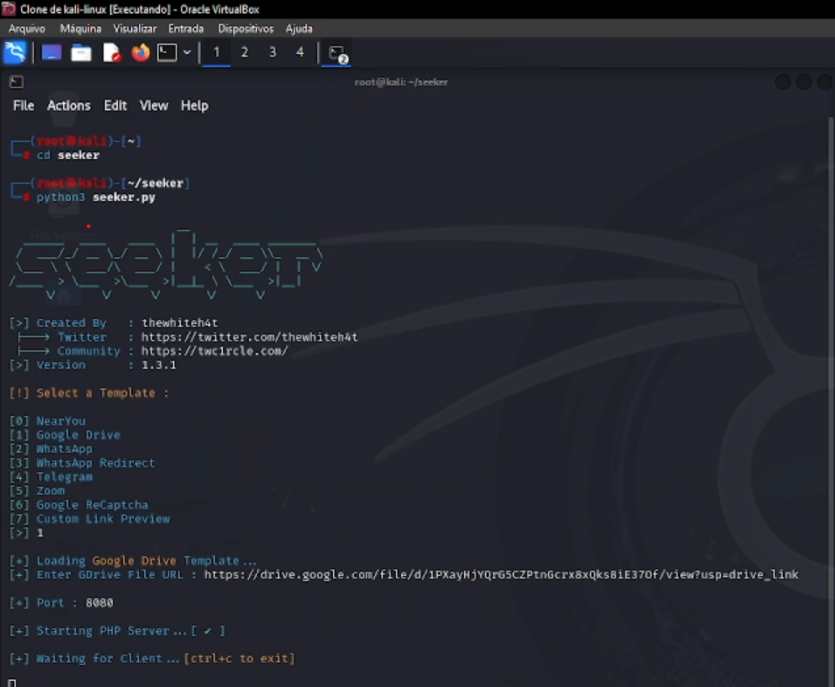 Clone de kali-linux [Executando] - Oracle VirtualBox
Arquivo Máquina Visualizar Entrada Dispositivos Ajuda
1 2 3 4 2
root@kali: ~/seeker
File Actions Edit View Help
(root@kali)-[~]
# cd seeker
(root@kali)-[~/seeker]
# python3 seeker.py
seeker
[>] Created By : thewhiteh4t
|---> Twitter : https://twitter.com/thewhiteh4t
|---> Community : https://twc1rcle.com/
[>] Version : 1.3.1
[!] Select a Template :
[0] NearYou
[1] Google Drive
[2] WhatsApp
[3] WhatsApp Redirect
[4] Telegram
[5] Zoom
[6] Google ReCaptcha
[7] Custom Link Preview
[>] 1
[+] Loading Google Drive Template...
[+] Enter GDrive File URL : https://drive.google.com/file/d/1PXayHjYQrG5CZPtnGcrx8xQks8iE37Of/view?usp=drive_link
[+] Port : 8080
[+] Starting PHP Server...[ ✔ ]
[+] Waiting for Client...[ctrl+c to exit]